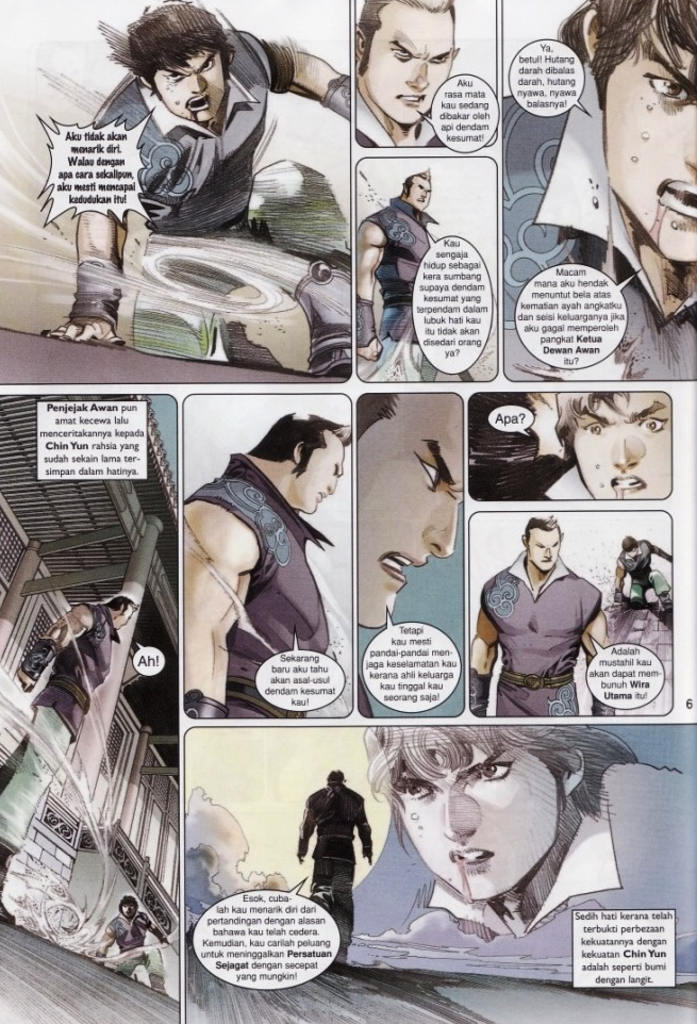 Aku tidak akan
menarik diri.
Walau dengan
apa cara sekalipun,
aku mesti mencapai
kedudukan itu!
Aku
rasa mata
kau sedang
dibakar oleh
api dendam
kesumat!
Kau
sengaja
hidup sebagai
kera sumbang
supaya dendam
kesumat yang
terpendam dalam
lubuk hati kau
itu tidak akan
disedari orang
ya?
Ya,
betul! Hutang
darah dibalas
darah, hutang
nyawa, nyawa
balasnya!
Macam
mana aku hendak
menuntut bela atas
kematian ayah angkatku
dan seisi keluarganya jika
aku gagal memperoleh
pangkat Ketua
Dewan Awan
itu?
Penjejak Awan pun
amat kecewa lalu
menceritakannya kepada
Chin Yun rahsia yang
sudah sekain lama ter-
simpan dalam hatinya.
Ah!
Sekarang
baru aku tahu
akan asal-usul
dendam kesumat
kau!
Tetapi
kau mesti
pandai-pandai men-
jaga keselamatan kau
kerana ahli keluarga
kau tinggal kau
seorang saja!
Apa?
Adalah
mustahil kau
akan dapat mem-
bunuh Wira
Utama itu!
6
Esok, cuba-
lah kau menarik diri dari
pertandingan dengan alasan
bahawa kau telah cedera.
Kemudian, kau carilah peluang
untuk meninggalkan Persatuan
Sejagat dengan secepat
yang mungkin!
Sedih hati kerana telah
terbukti perbezaan
kekuatannya dengan
kekuatan Chin Yun
adalah seperti bumi
dengan langit.